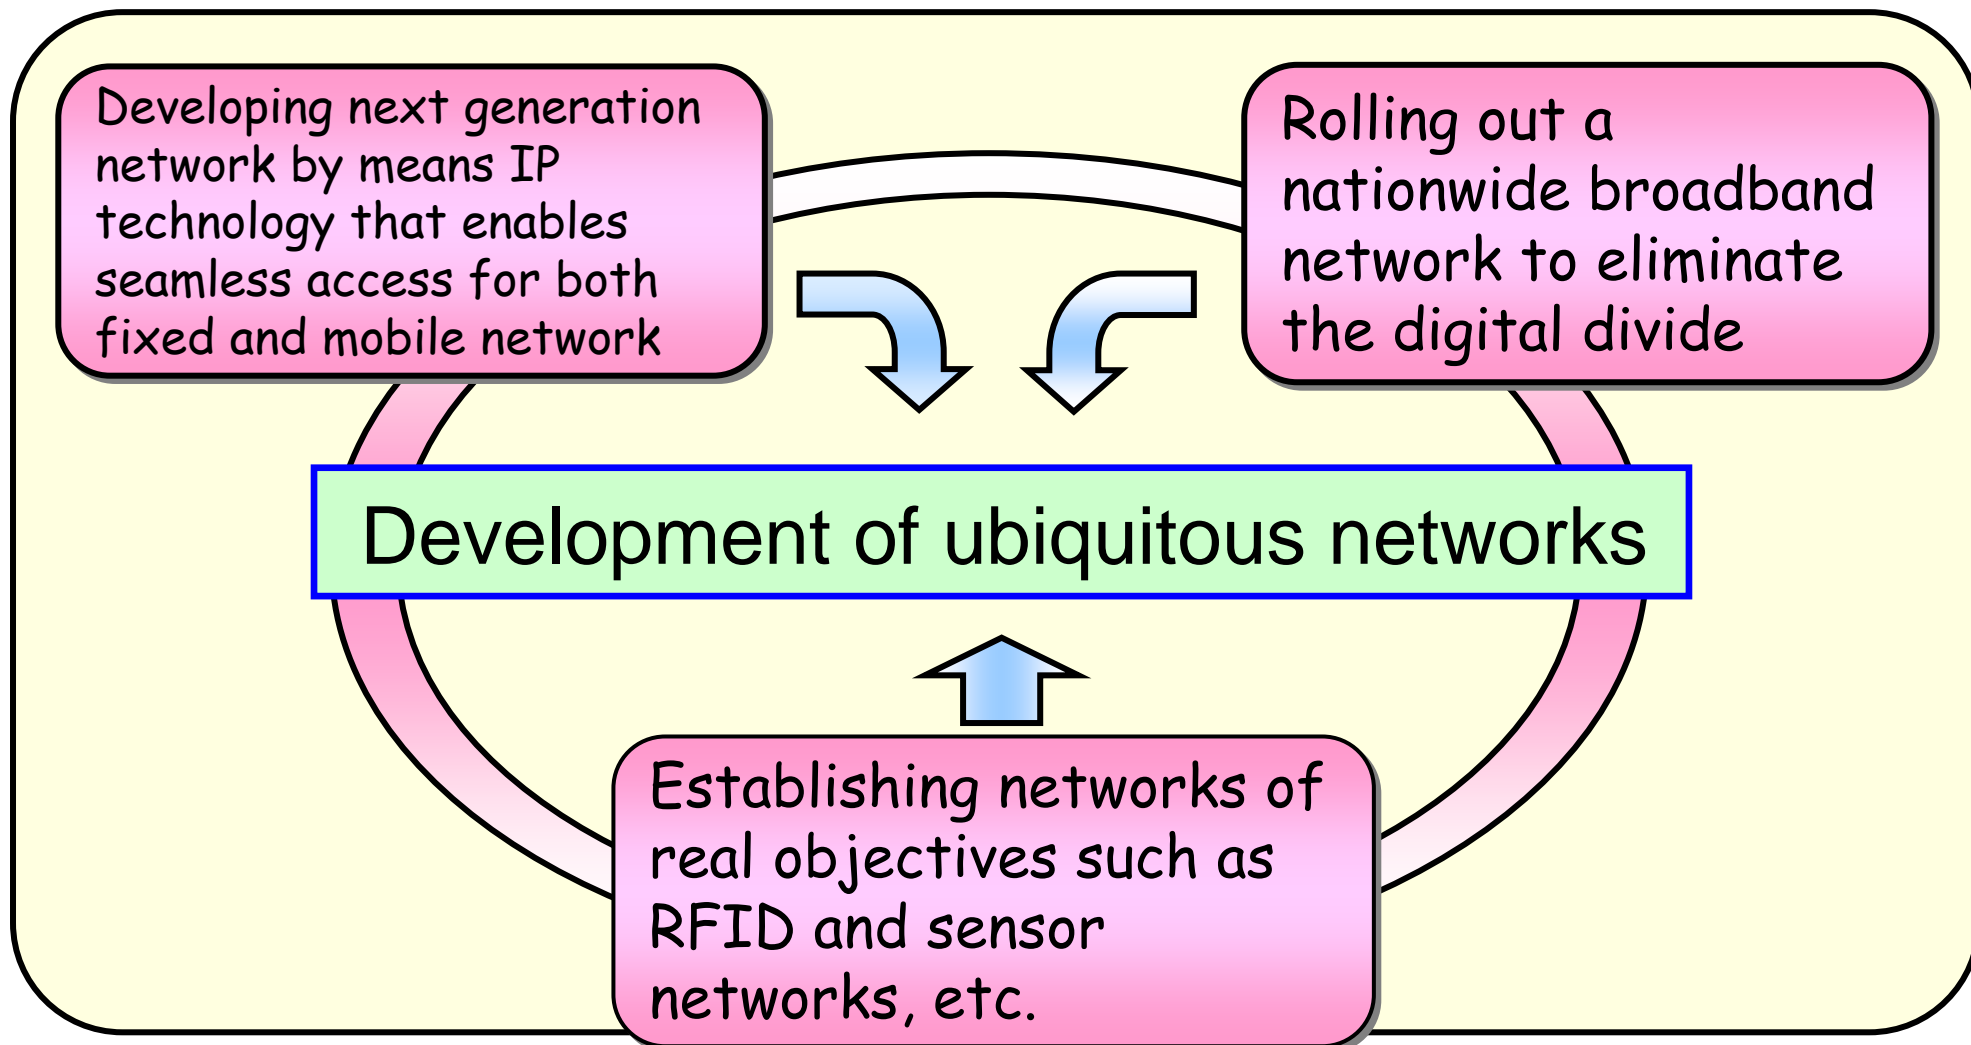 Developing next generation
network by means IP
technology that enables
seamless access for both
fixed and mobile network
Rolling out a
nationwide broadband
network to eliminate
the digital divide
Development of ubiquitous networks
Establishing networks of
real objectives such as
RFID and sensor
networks, etc.